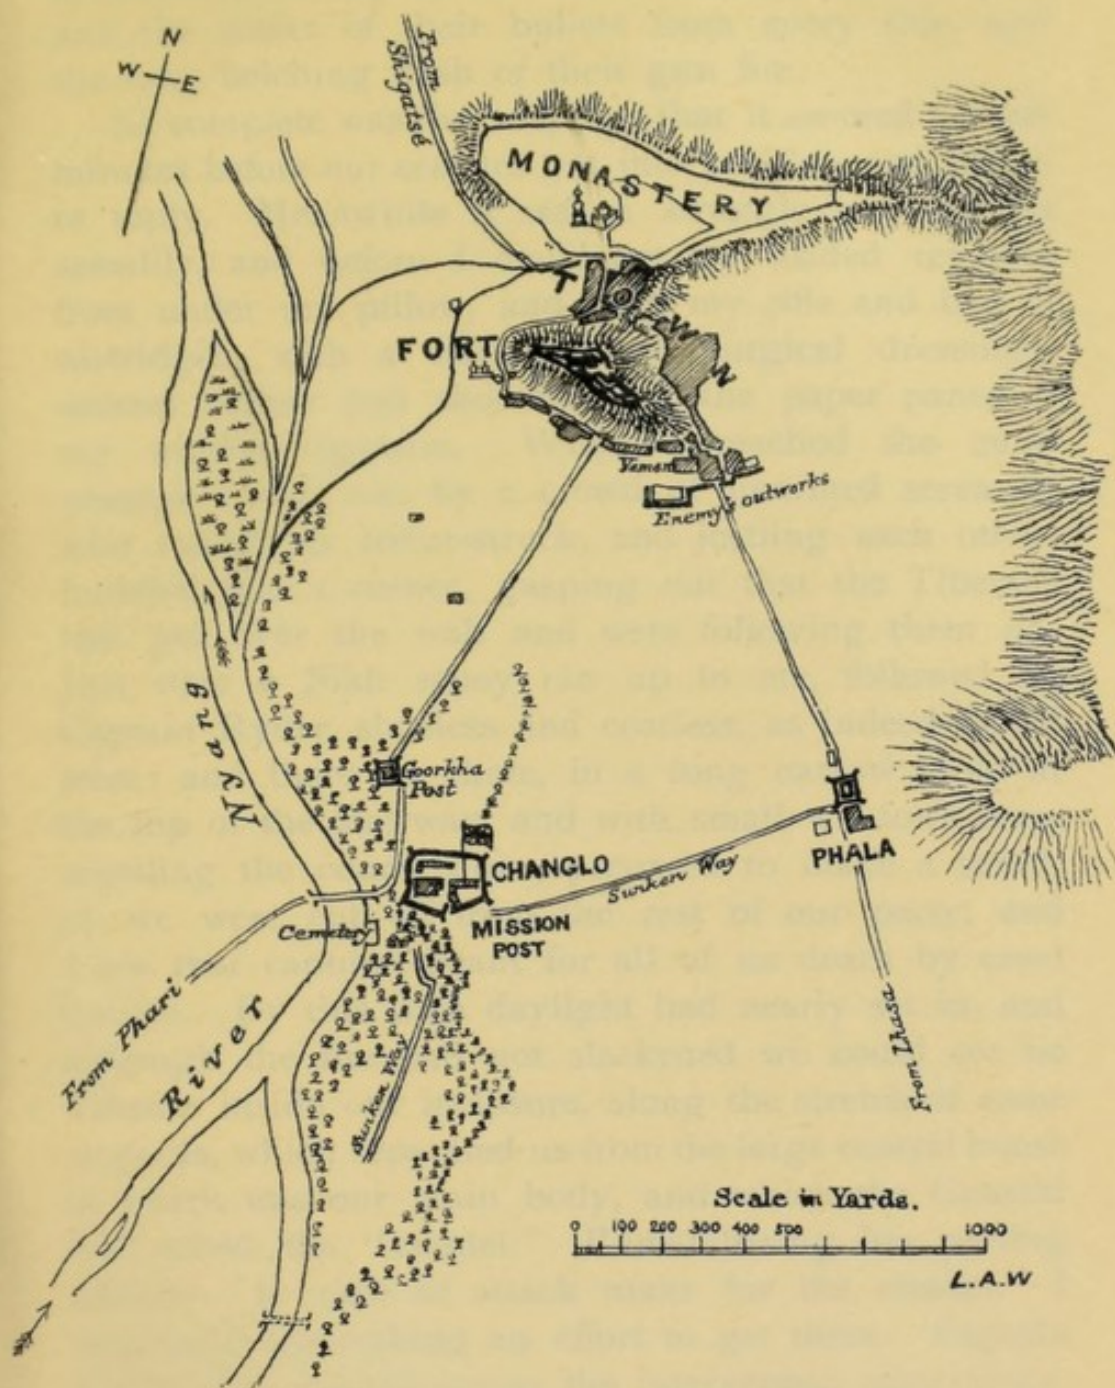 N
W E
From
Shigatsé
MONASTERY
FORT
TOWN
Yamen
Enemy's outworks
Nyang
Goorkha
Post
CHANGLO
MISSION
POST
Sunken Way
PHALA
Cemetery
From Phari
River
Sunken Way
From Lhasa
Scale in Yards.
0 100 200 300 400 500 1000
L.A.W